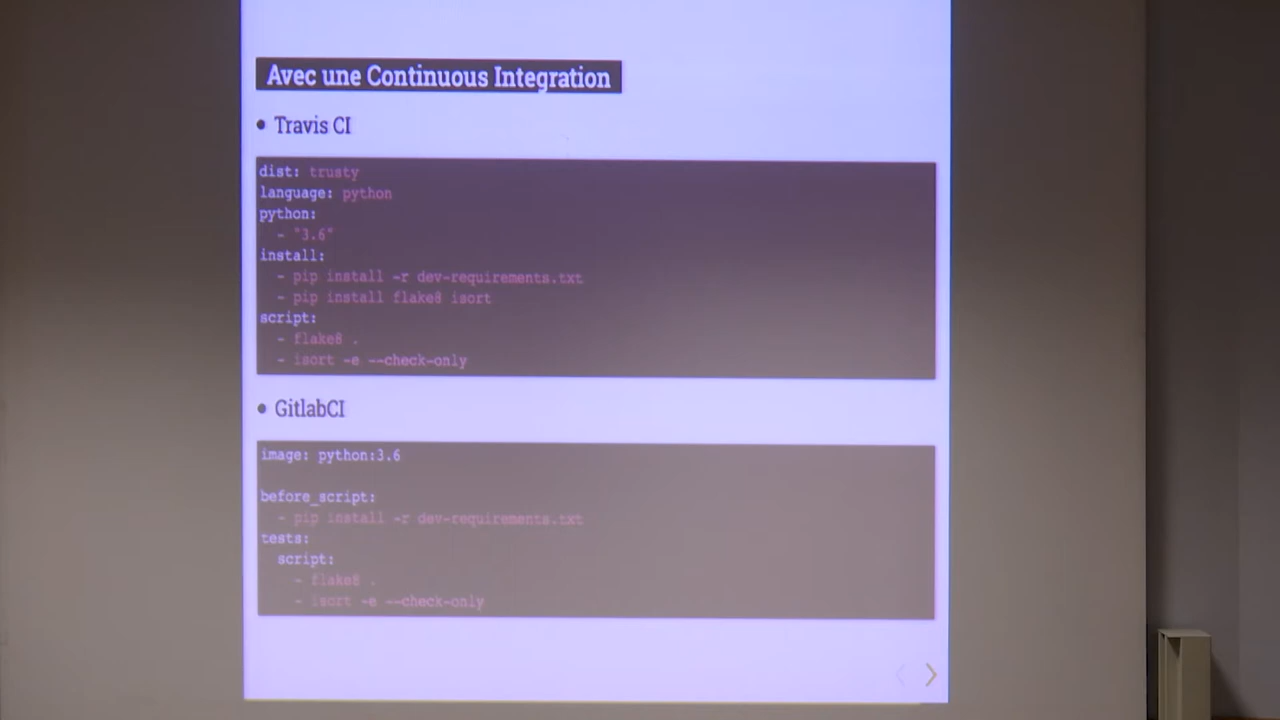 Avec une Continuous Integration
• Travis CI
dist: trusty
language: python
python:
- "3.6"
install:
- pip install -r dev-requirements.txt
- pip install flake8 isort
script:
- flake8 .
- isort -e --check-only
• GitlabCI
image: python:3.6
before_script:
- pip install -r dev-requirements.txt
tests:
script:
- flake8 .
- isort -e --check-only